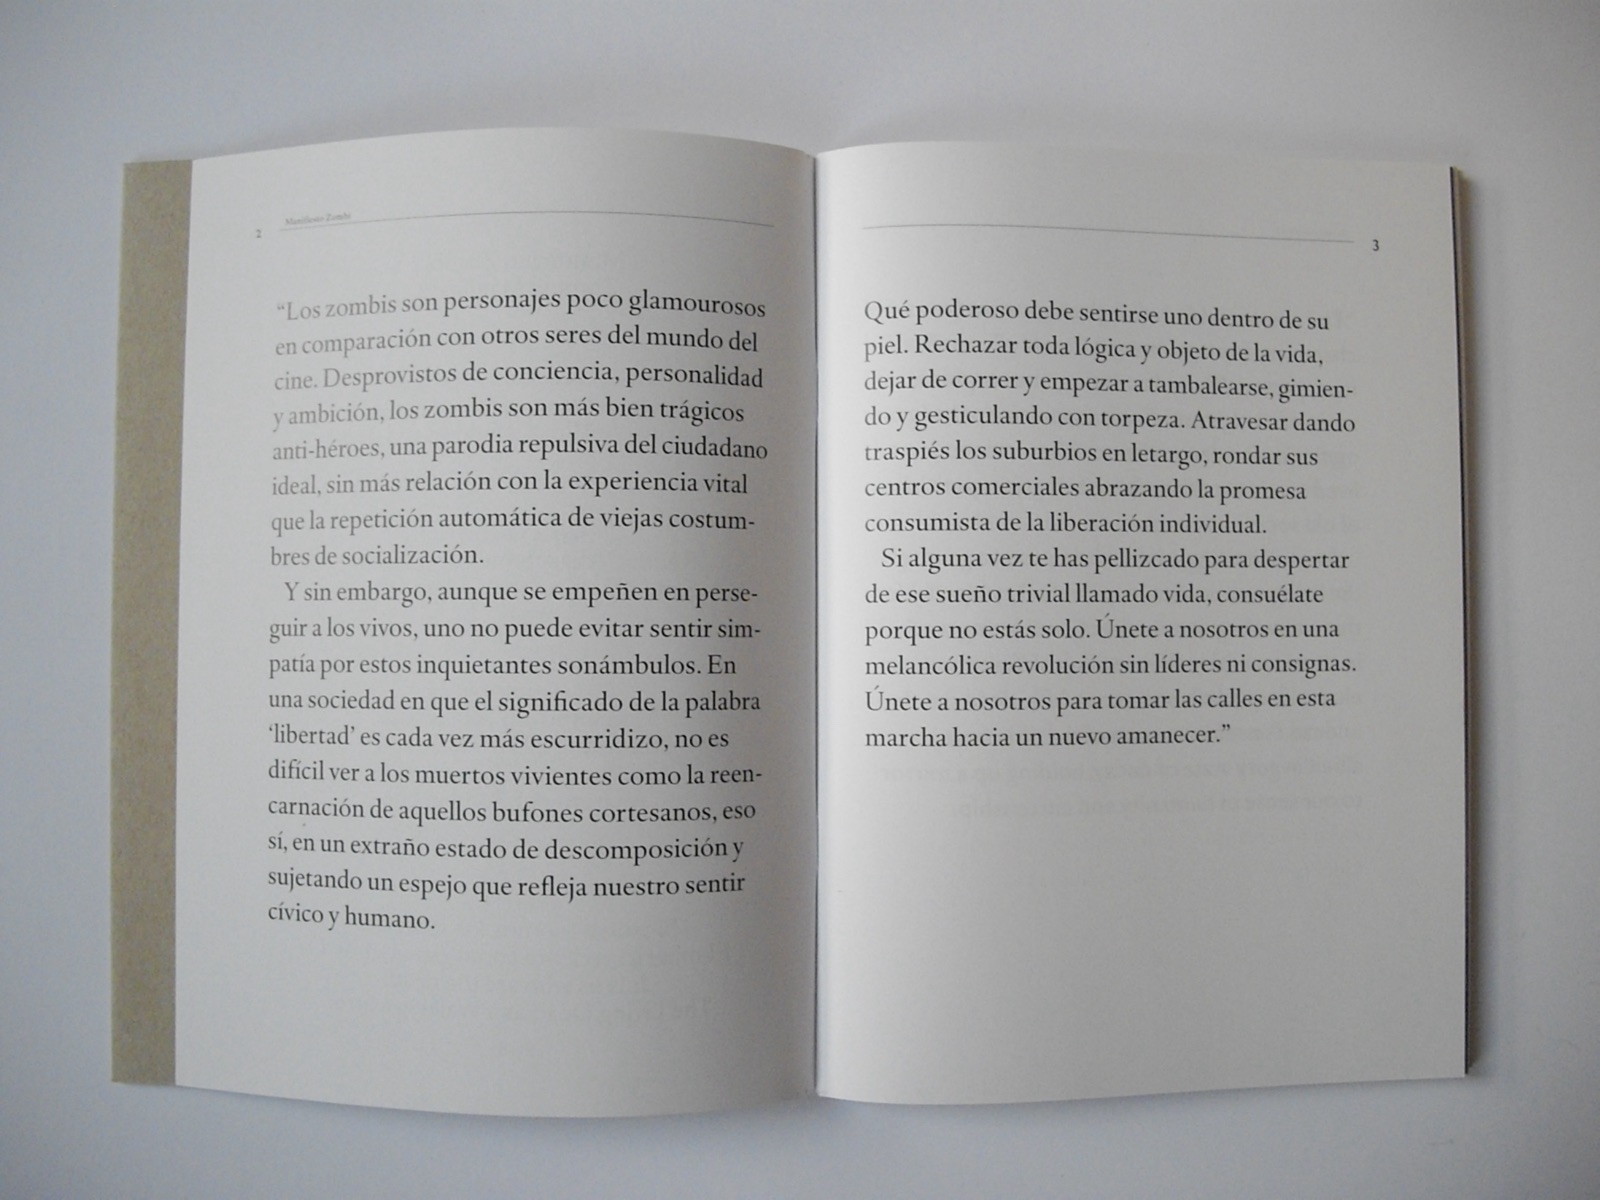 2
Manifiesto Zombi
“Los zombis son personajes poco glamourosos
en comparación con otros seres del mundo del
cine. Desprovistos de conciencia, personalidad
y ambición, los zombis son más bien trágicos
anti-héroes, una parodia repulsiva del ciudadano
ideal, sin más relación con la experiencia vital
que la repetición automática de viejas costum-
bres de socialización.
Y sin embargo, aunque se empeñen en perse-
guir a los vivos, uno no puede evitar sentir sim-
patía por estos inquietantes sonámbulos. En
una sociedad en que el significado de la palabra
‘libertad’ es cada vez más escurridizo, no es
difícil ver a los muertos vivientes como la reen-
carnación de aquellos bufones cortesanos, eso
sí, en un extraño estado de descomposición y
sujetando un espejo que refleja nuestro sentir
cívico y humano.
3
Qué poderoso debe sentirse uno dentro de su
piel. Rechazar toda lógica y objeto de la vida,
dejar de correr y empezar a tambalearse, gimien-
do y gesticulando con torpeza. Atravesar dando
traspiés los suburbios en letargo, rondar sus
centros comerciales abrazando la promesa
consumista de la liberación individual.
Si alguna vez te has pellizcado para despertar
de ese sueño trivial llamado vida, consuélate
porque no estás solo. Únete a nosotros en una
melancólica revolución sin líderes ni consignas.
Únete a nosotros para tomar las calles en esta
marcha hacia un nuevo amanecer.”